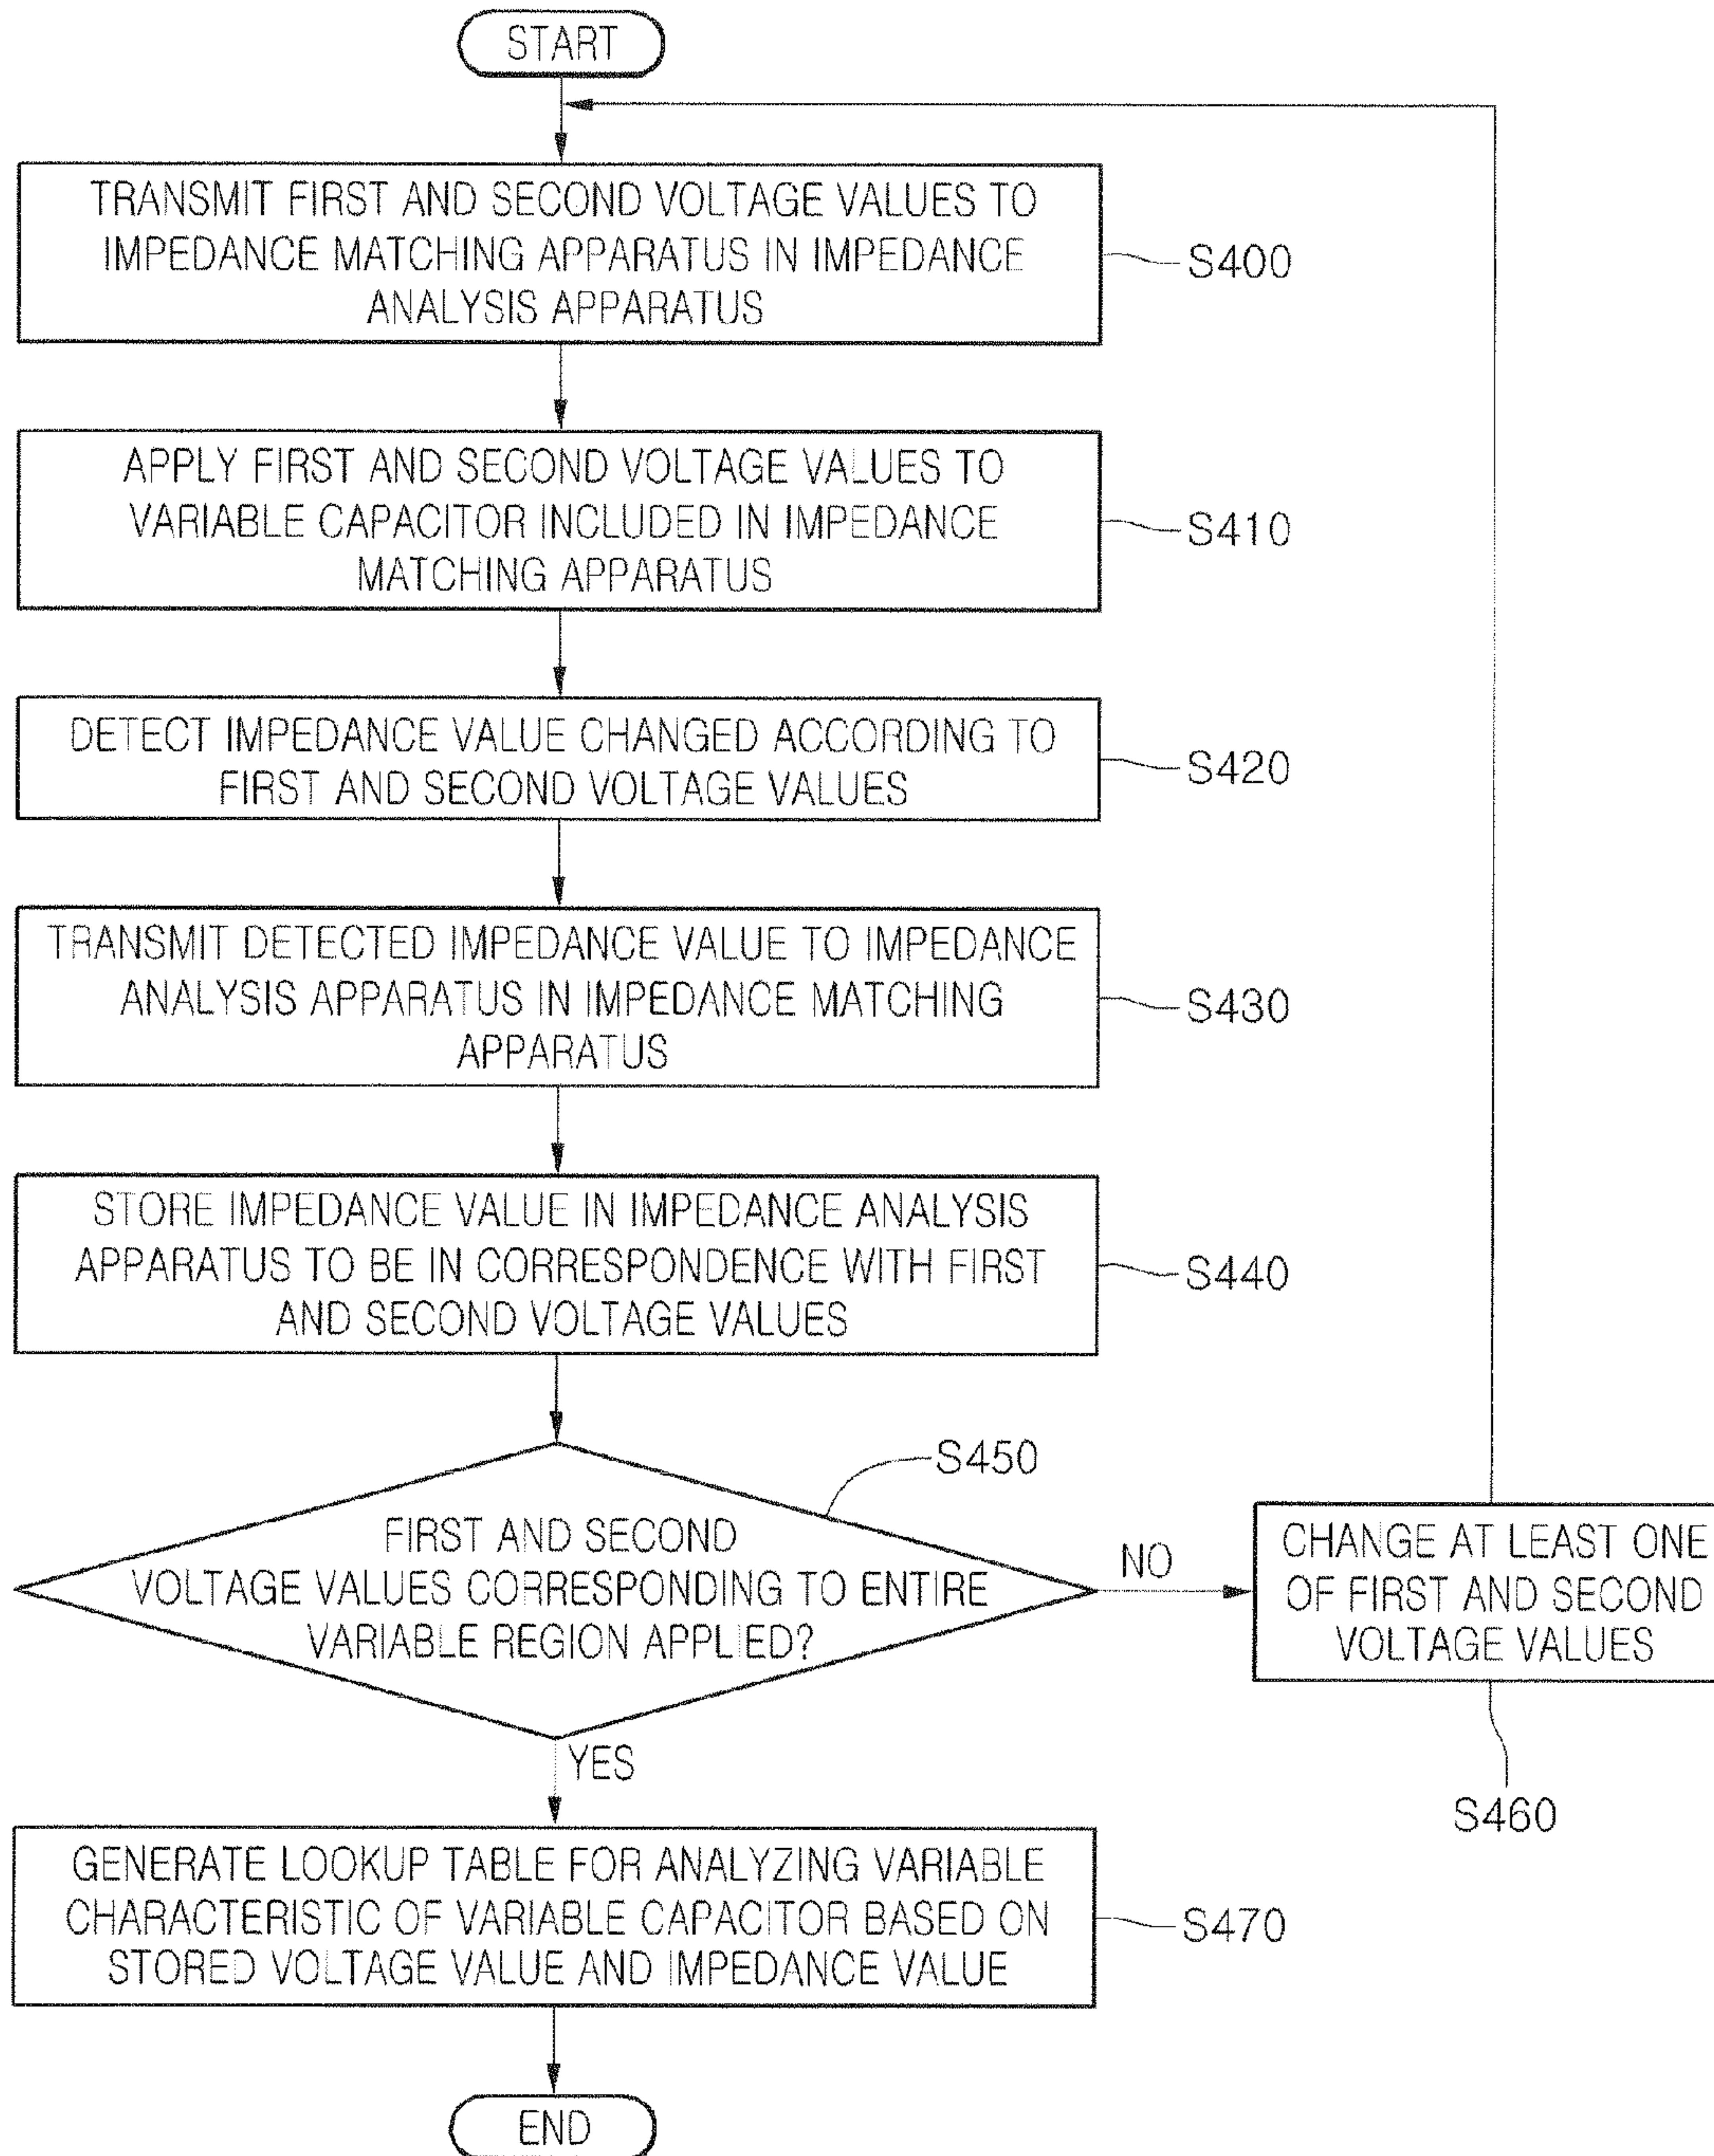 START
TRANSMIT FIRST AND SECOND VOLTAGE VALUES TO
IMPEDANCE MATCHING APPARATUS IN IMPEDANCE
ANALYSIS APPARATUS
S400
APPLY FIRST AND SECOND VOLTAGE VALUES TO
VARIABLE CAPACITOR INCLUDED IN IMPEDANCE
MATCHING APPARATUS
S410
DETECT IMPEDANCE VALUE CHANGED ACCORDING TO
FIRST AND SECOND VOLTAGE VALUES
S420
TRANSMIT DETECTED IMPEDANCE VALUE TO IMPEDANCE
ANALYSIS APPARATUS IN IMPEDANCE MATCHING
APPARATUS
S430
STORE IMPEDANCE VALUE IN IMPEDANCE ANALYSIS
APPARATUS TO BE IN CORRESPONDENCE WITH FIRST
AND SECOND VOLTAGE VALUES
S440
S450
FIRST AND SECOND
VOLTAGE VALUES CORRESPONDING TO ENTIRE
VARIABLE REGION APPLIED?
NO
CHANGE AT LEAST ONE
OF FIRST AND SECOND
VOLTAGE VALUES
S460
YES
GENERATE LOOKUP TABLE FOR ANALYZING VARIABLE
CHARACTERISTIC OF VARIABLE CAPACITOR BASED ON
STORED VOLTAGE VALUE AND IMPEDANCE VALUE
S470
END